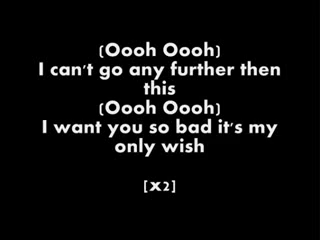 (Oooh Oooh)
I can't go any further then
this
(Oooh Oooh)
I want you so bad it's my
only wish
[x2]